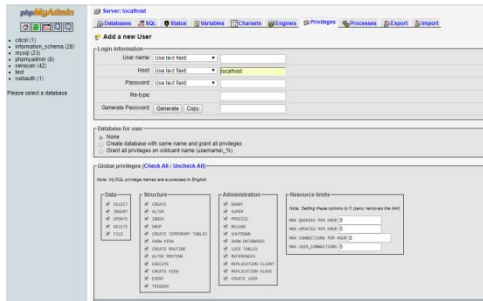 phpMyAdmin
Server: localhost
Databases SQL Status Variables Charsets Engines Privileges Processes Export Import
cdcol (1)
information_schema (28)
mysql (23)
phpmyadmin (8)
senayan (42)
test
webauth (1)
Please select a database
Add a new User
Login Information
User name: Use text field
Host: Use text field localhost
Password: Use text field
Re-type:
Generate Password: Generate Copy
Database for user
None
Create database with same name and grant all privileges
Grant all privileges on wildcard name (username\_%)
Global privileges (Check All / Uncheck All)
Note: MySQL privilege names are expressed in English
Data
SELECT
INSERT
UPDATE
DELETE
FILE
Structure
CREATE
ALTER
INDEX
DROP
CREATE TEMPORARY TABLES
SHOW VIEW
CREATE ROUTINE
ALTER ROUTINE
EXECUTE
CREATE VIEW
EVENT
TRIGGER
Administration
GRANT
SUPER
PROCESS
RELOAD
SHUTDOWN
SHOW DATABASES
LOCK TABLES
REFERENCES
REPLICATION CLIENT
REPLICATION SLAVE
CREATE USER
Resource limits
Note: Setting these options to 0 (zero) removes the limit.
MAX QUERIES PER HOUR 0
MAX UPDATES PER HOUR 0
MAX CONNECTIONS PER HOUR 0
MAX USER_CONNECTIONS 0